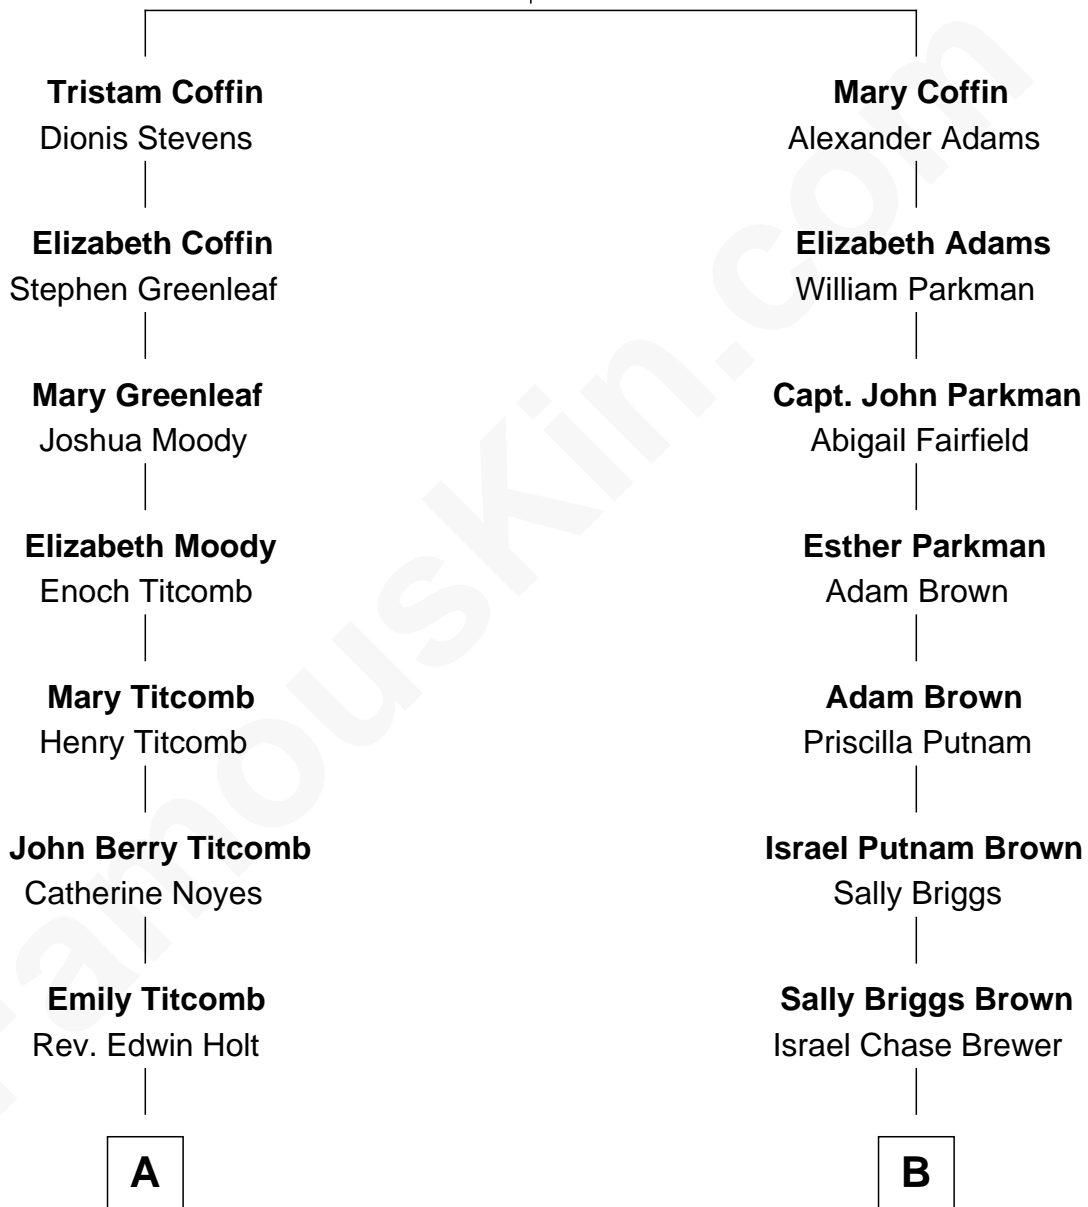 Tristam Coffin
Dionis Stevens
Mary Coffin
Alexander Adams
Elizabeth Coffin
Stephen Greenleaf
Elizabeth Adams
William Parkman
Mary Greenleaf
Joshua Moody
Capt. John Parkman
Abigail Fairfield
Elizabeth Moody
Enoch Titcomb
Esther Parkman
Adam Brown
Mary Titcomb
Henry Titcomb
Adam Brown
Priscilla Putnam
John Berry Titcomb
Catherine Noyes
Israel Putnam Brown
Sally Briggs
Emily Titcomb
Rev. Edwin Holt
Sally Briggs Brown
Israel Chase Brewer
A
B
FamousKin.com